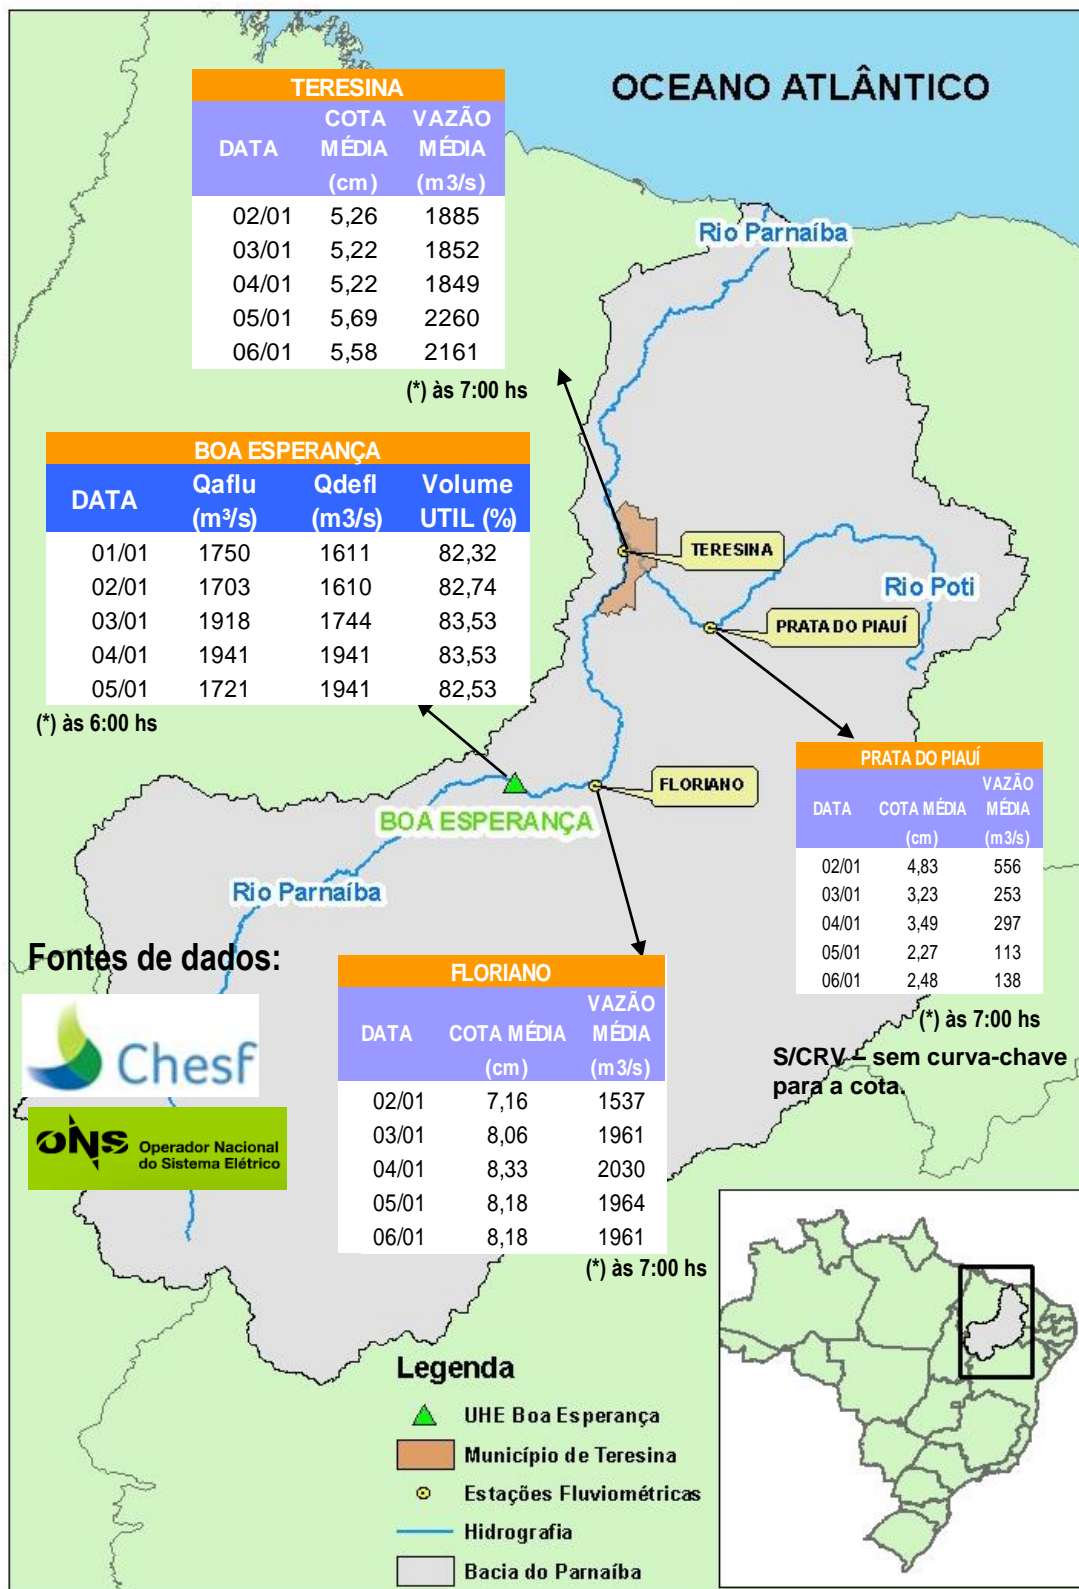 OCEANO ATLÂNTICO
TERESINA
DATA COTA MÉDIA (cm) VAZÃO MÉDIA (m3/s)
02/01 5,26 1885
03/01 5,22 1852
04/01 5,22 1849
05/01 5,69 2260
06/01 5,58 2161
(*) às 7:00 hs
Rio Parnaíba
BOA ESPERANÇA
DATA Qaflu (m³/s) Qdefl (m3/s) Volume UTIL (%)
01/01 1750 1611 82,32
02/01 1703 1610 82,74
03/01 1918 1744 83,53
04/01 1941 1941 83,53
05/01 1721 1941 82,53
(*) às 6:00 hs
TERESINA
Rio Poti
PRATA DO PIAUÍ
FLORIANO
BOA ESPERANÇA
Rio Parnaíba
PRATA DO PIAUÍ
DATA COTA MÉDIA (cm) VAZÃO MÉDIA (m3/s)
02/01 4,83 556
03/01 3,23 253
04/01 3,49 297
05/01 2,27 113
06/01 2,48 138
(*) às 7:00 hs
S/CRV – sem curva-chave
para a cota.
Fontes de dados:
Chesf
ONS Operador Nacional
do Sistema Elétrico
FLORIANO
DATA COTA MÉDIA (cm) VAZÃO MÉDIA (m3/s)
02/01 7,16 1537
03/01 8,06 1961
04/01 8,33 2030
05/01 8,18 1964
06/01 8,18 1961
(*) às 7:00 hs
Legenda
UHE Boa Esperança
Município de Teresina
Estações Fluviométricas
Hidrografia
Bacia do Parnaíba